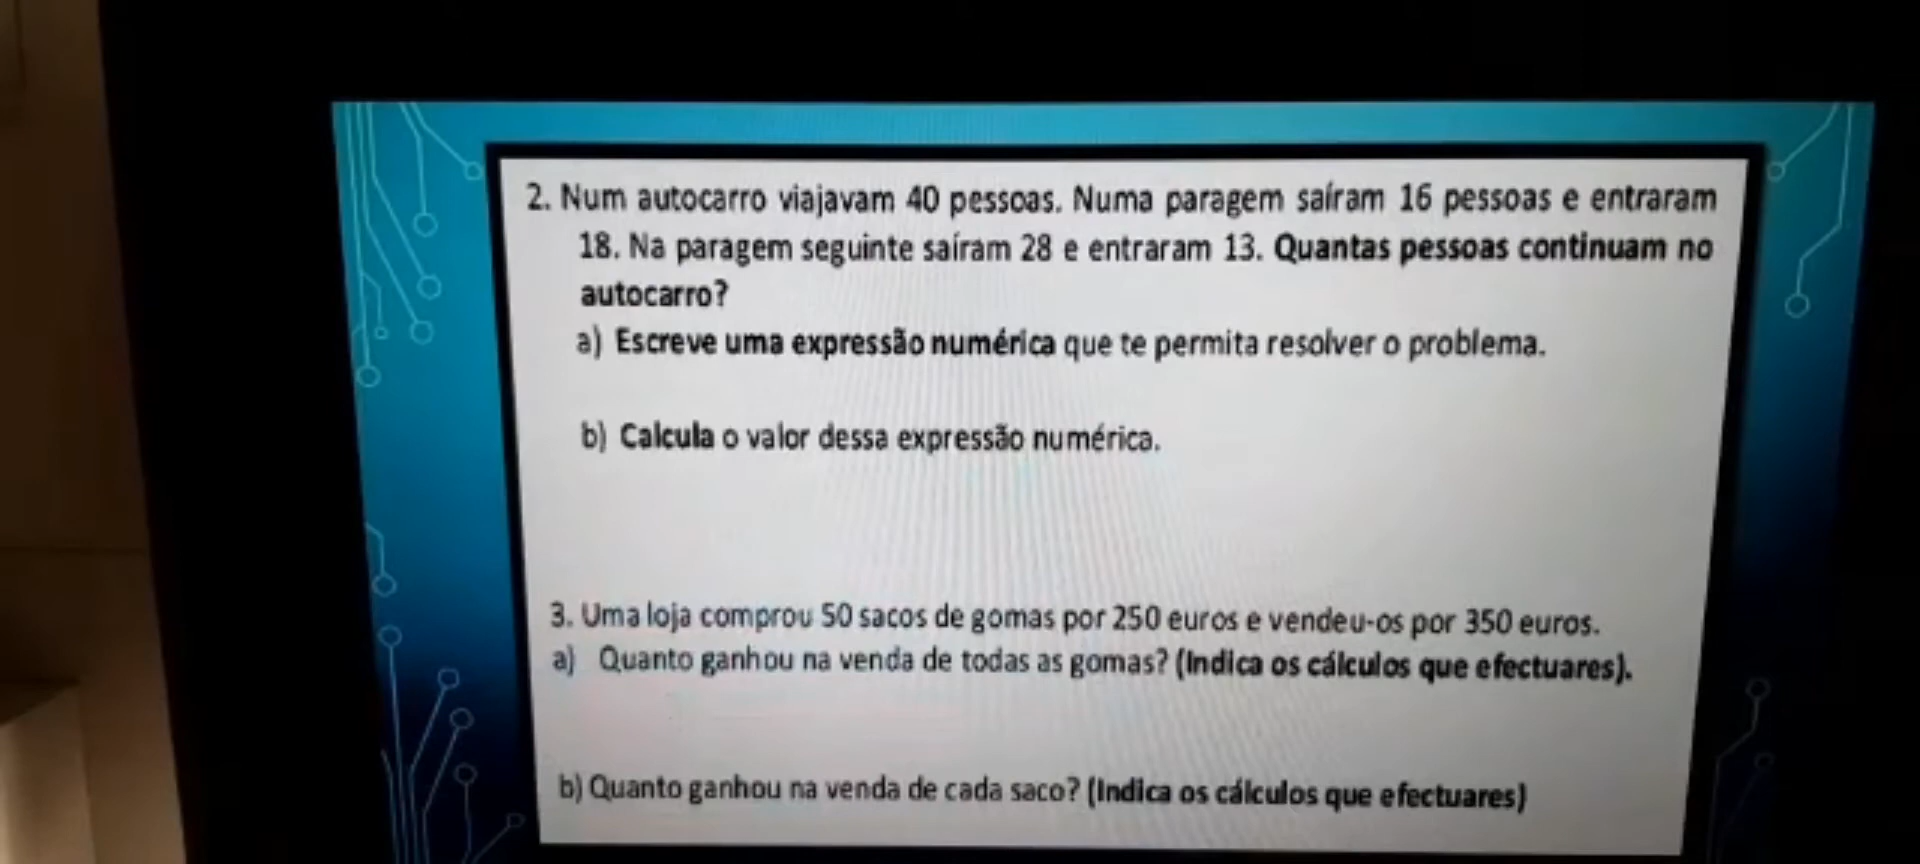 2. Num autocarro viajavam 40 pessoas. Numa paragem saíram 16 pessoas e entraram
18. Na paragem seguinte saíram 28 e entraram 13. Quantas pessoas continuam no
autocarro?
a) Escreve uma expressão numérica que te permita resolver o problema.
b) Calcula o valor dessa expressão numérica.
3. Uma loja comprou 50 sacos de gomas por 250 euros e vendeu-os por 350 euros.
a) Quanto ganhou na venda de todas as gomas? (Indica os cálculos que efectuares).
b) Quanto ganhou na venda de cada saco? (Indica os cálculos que efectuares)